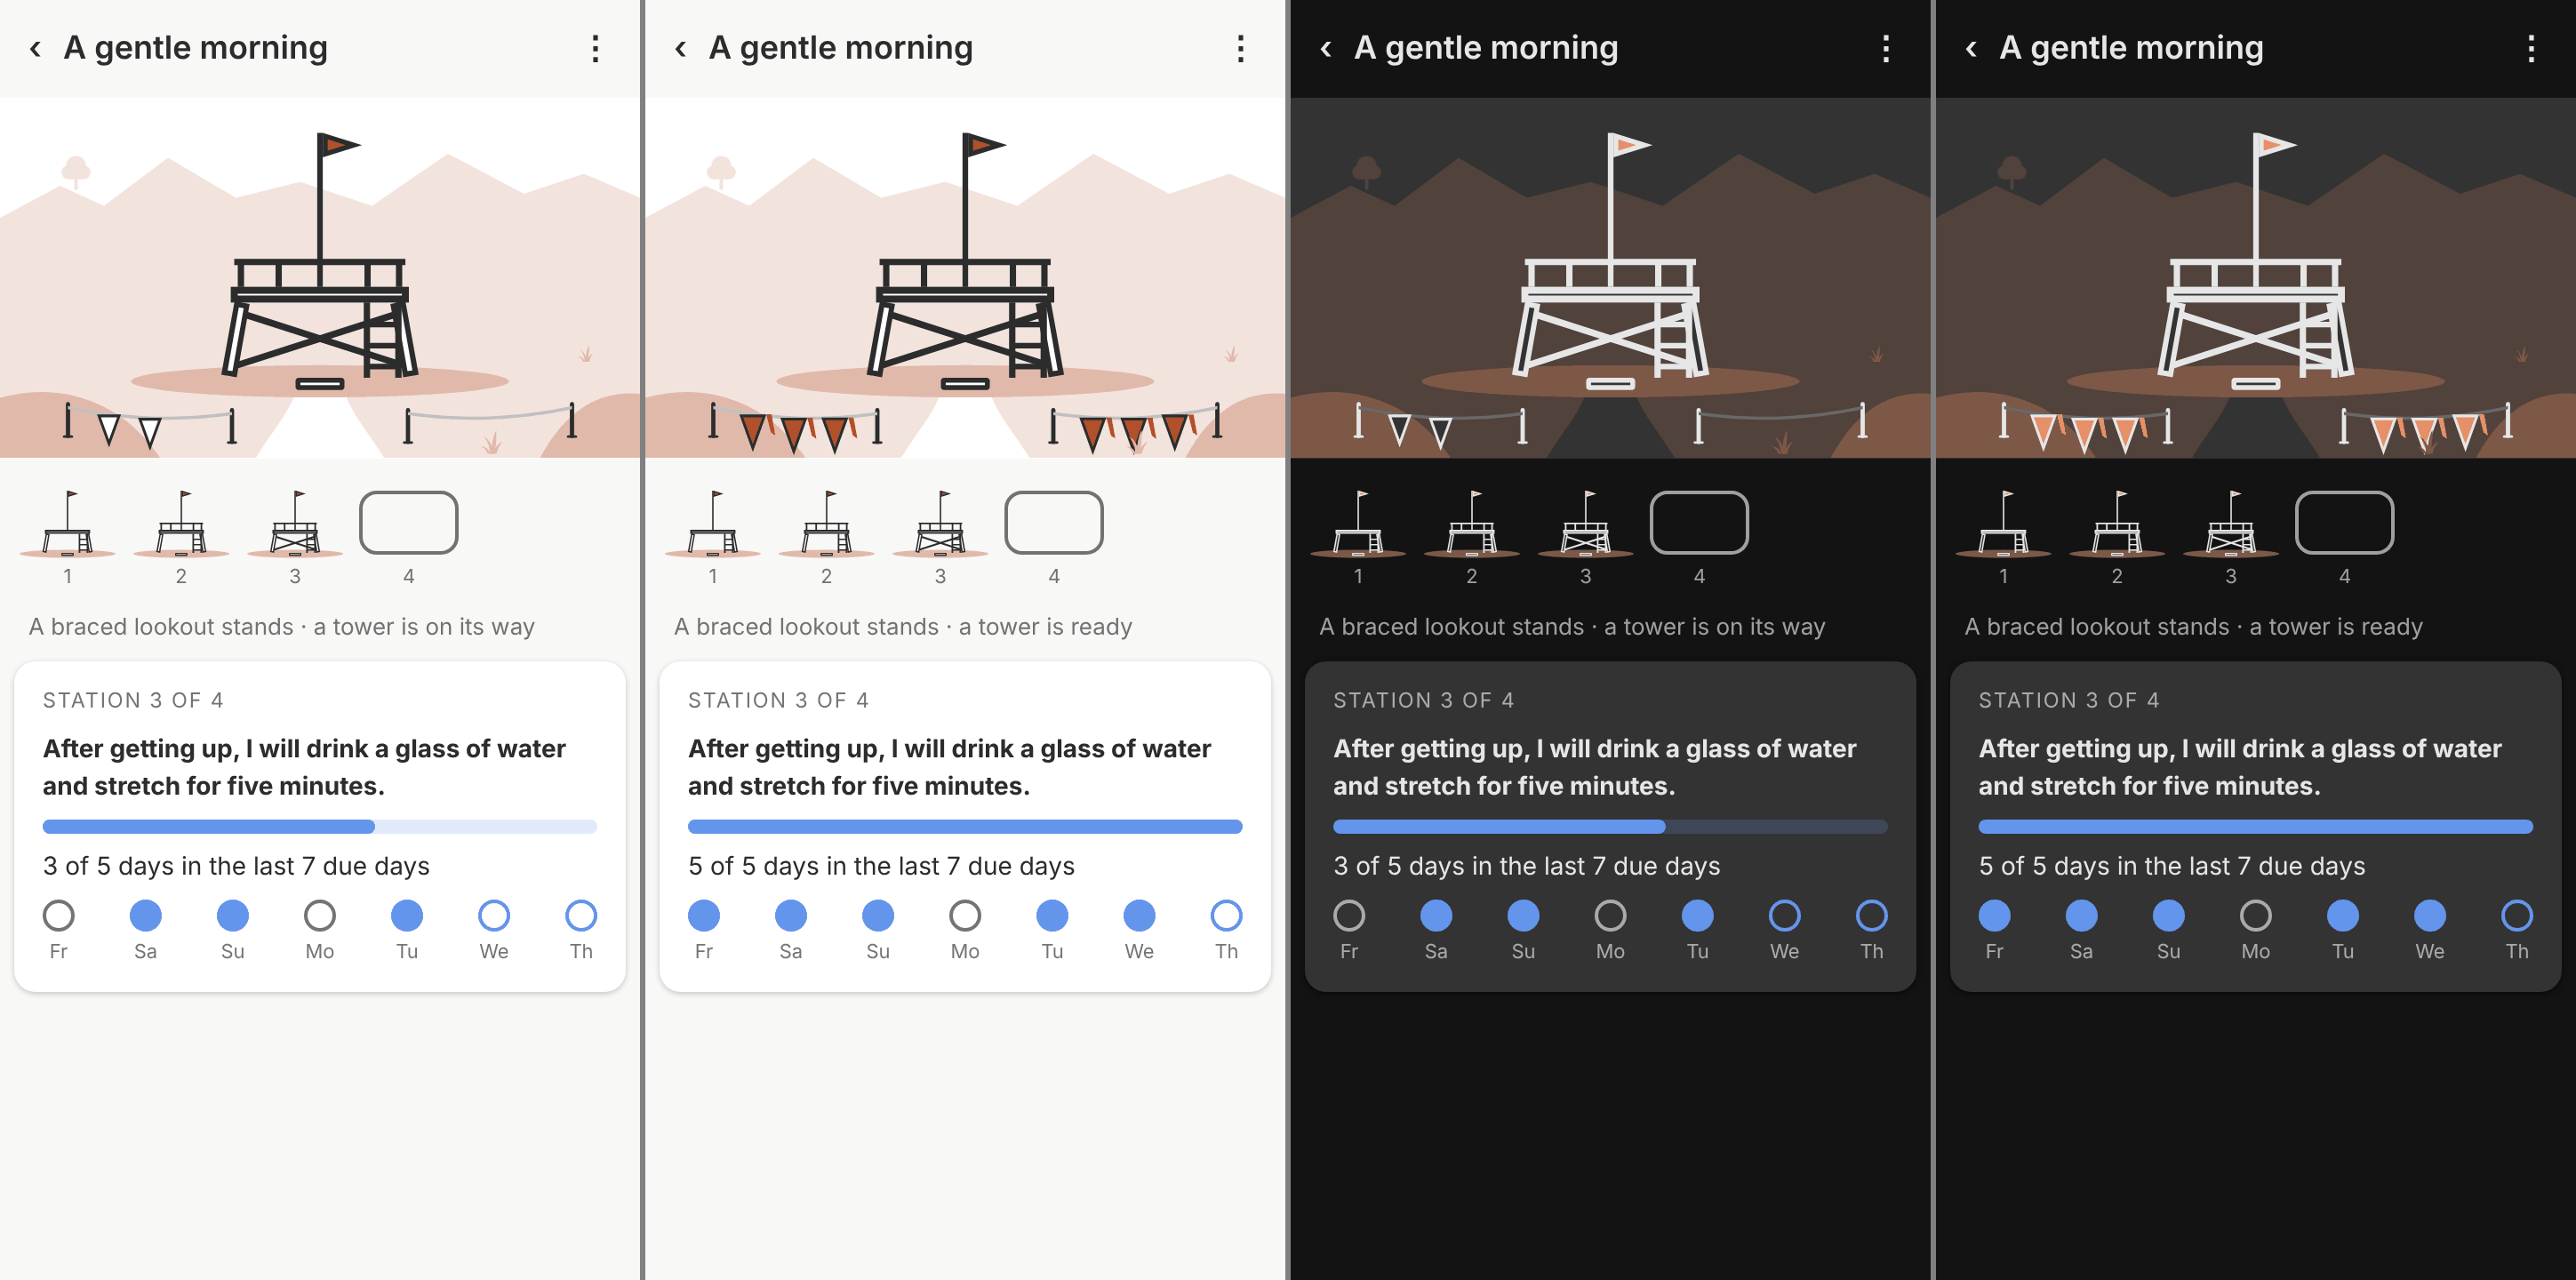 A gentle morning
1 2 3 4
A braced lookout stands · a tower is on its way
STATION 3 OF 4
After getting up, I will drink a glass of water
and stretch for five minutes.
3 of 5 days in the last 7 due days
Fr Sa Su Mo Tu We Th
A gentle morning
1 2 3 4
A braced lookout stands · a tower is ready
STATION 3 OF 4
After getting up, I will drink a glass of water
and stretch for five minutes.
5 of 5 days in the last 7 due days
Fr Sa Su Mo Tu We Th
A gentle morning
1 2 3 4
A braced lookout stands · a tower is on its way
STATION 3 OF 4
After getting up, I will drink a glass of water
and stretch for five minutes.
3 of 5 days in the last 7 due days
Fr Sa Su Mo Tu We Th
A gentle morning
1 2 3 4
A braced lookout stands · a tower is ready
STATION 3 OF 4
After getting up, I will drink a glass of water
and stretch for five minutes.
5 of 5 days in the last 7 due days
Fr Sa Su Mo Tu We Th